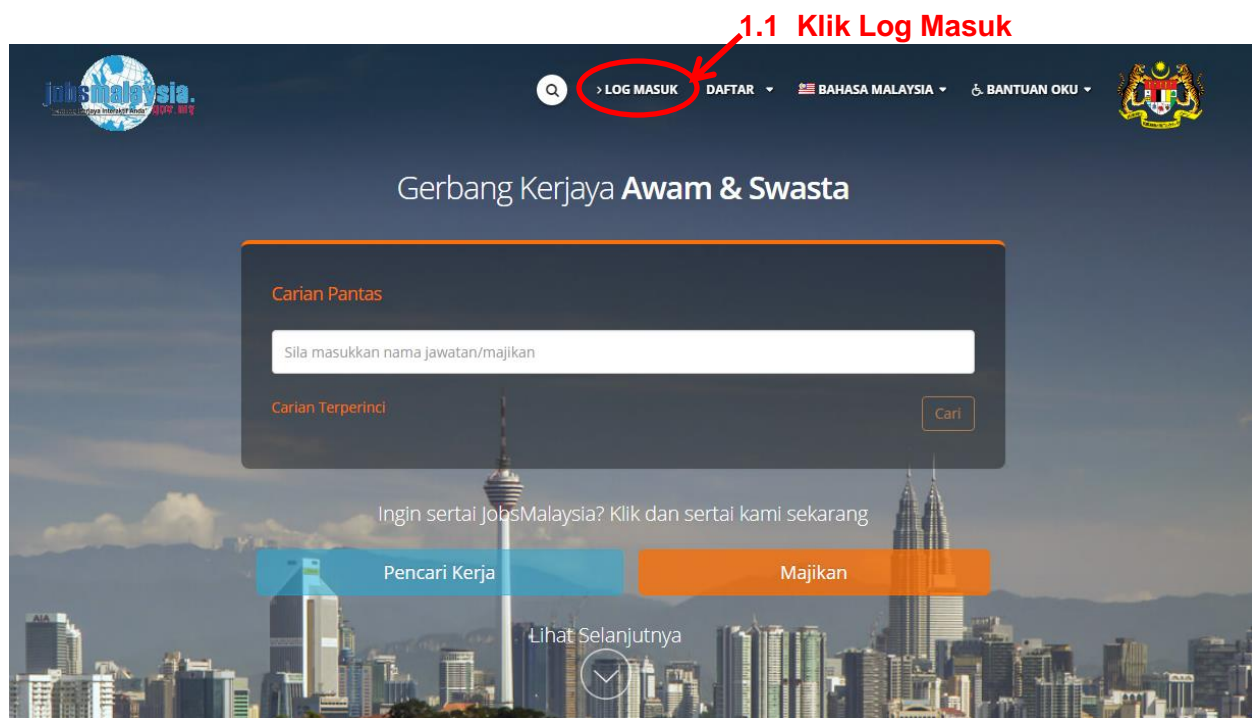 1.1 Klik Log Masuk
jobsmalaysia.
> LOG MASUK DAFTAR BAHASA MALAYSIA BANTUAN OKU
Gerbang Kerjaya Awam & Swasta
Carian Pantas
Sila masukkan nama jawatan/majikan
Carian Terperinci
Cari
Ingin sertai JobsMalaysia? Klik dan sertai kami sekarang
Pencari Kerja
Majikan
Lihat Selanjutnya
AIA